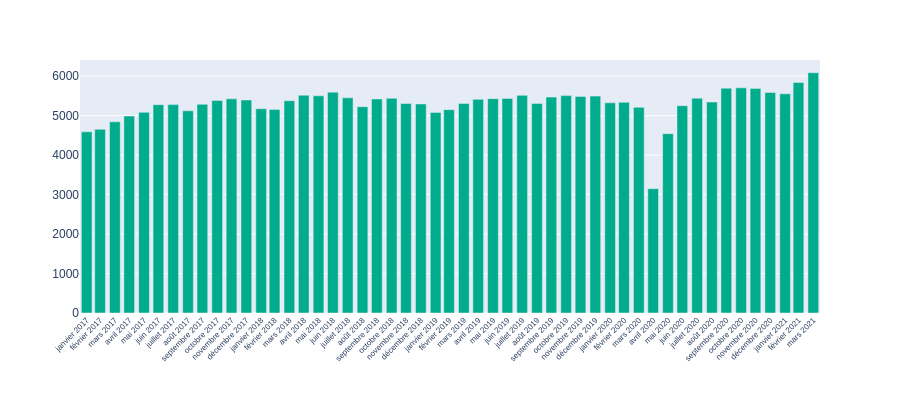 6000
5000
4000
3000
2000
1000
0
janvier 2017
février 2017
mars 2017
avril 2017
mai 2017
juin 2017
juillet 2017
août 2017
septembre 2017
octobre 2017
novembre 2017
décembre 2017
janvier 2018
février 2018
mars 2018
avril 2018
mai 2018
juin 2018
juillet 2018
août 2018
septembre 2018
octobre 2018
novembre 2018
décembre 2018
janvier 2019
février 2019
mars 2019
avril 2019
mai 2019
juin 2019
juillet 2019
août 2019
septembre 2019
octobre 2019
novembre 2019
décembre 2019
janvier 2020
février 2020
mars 2020
avril 2020
mai 2020
juin 2020
juillet 2020
août 2020
septembre 2020
octobre 2020
novembre 2020
décembre 2020
janvier 2021
février 2021
mars 2021